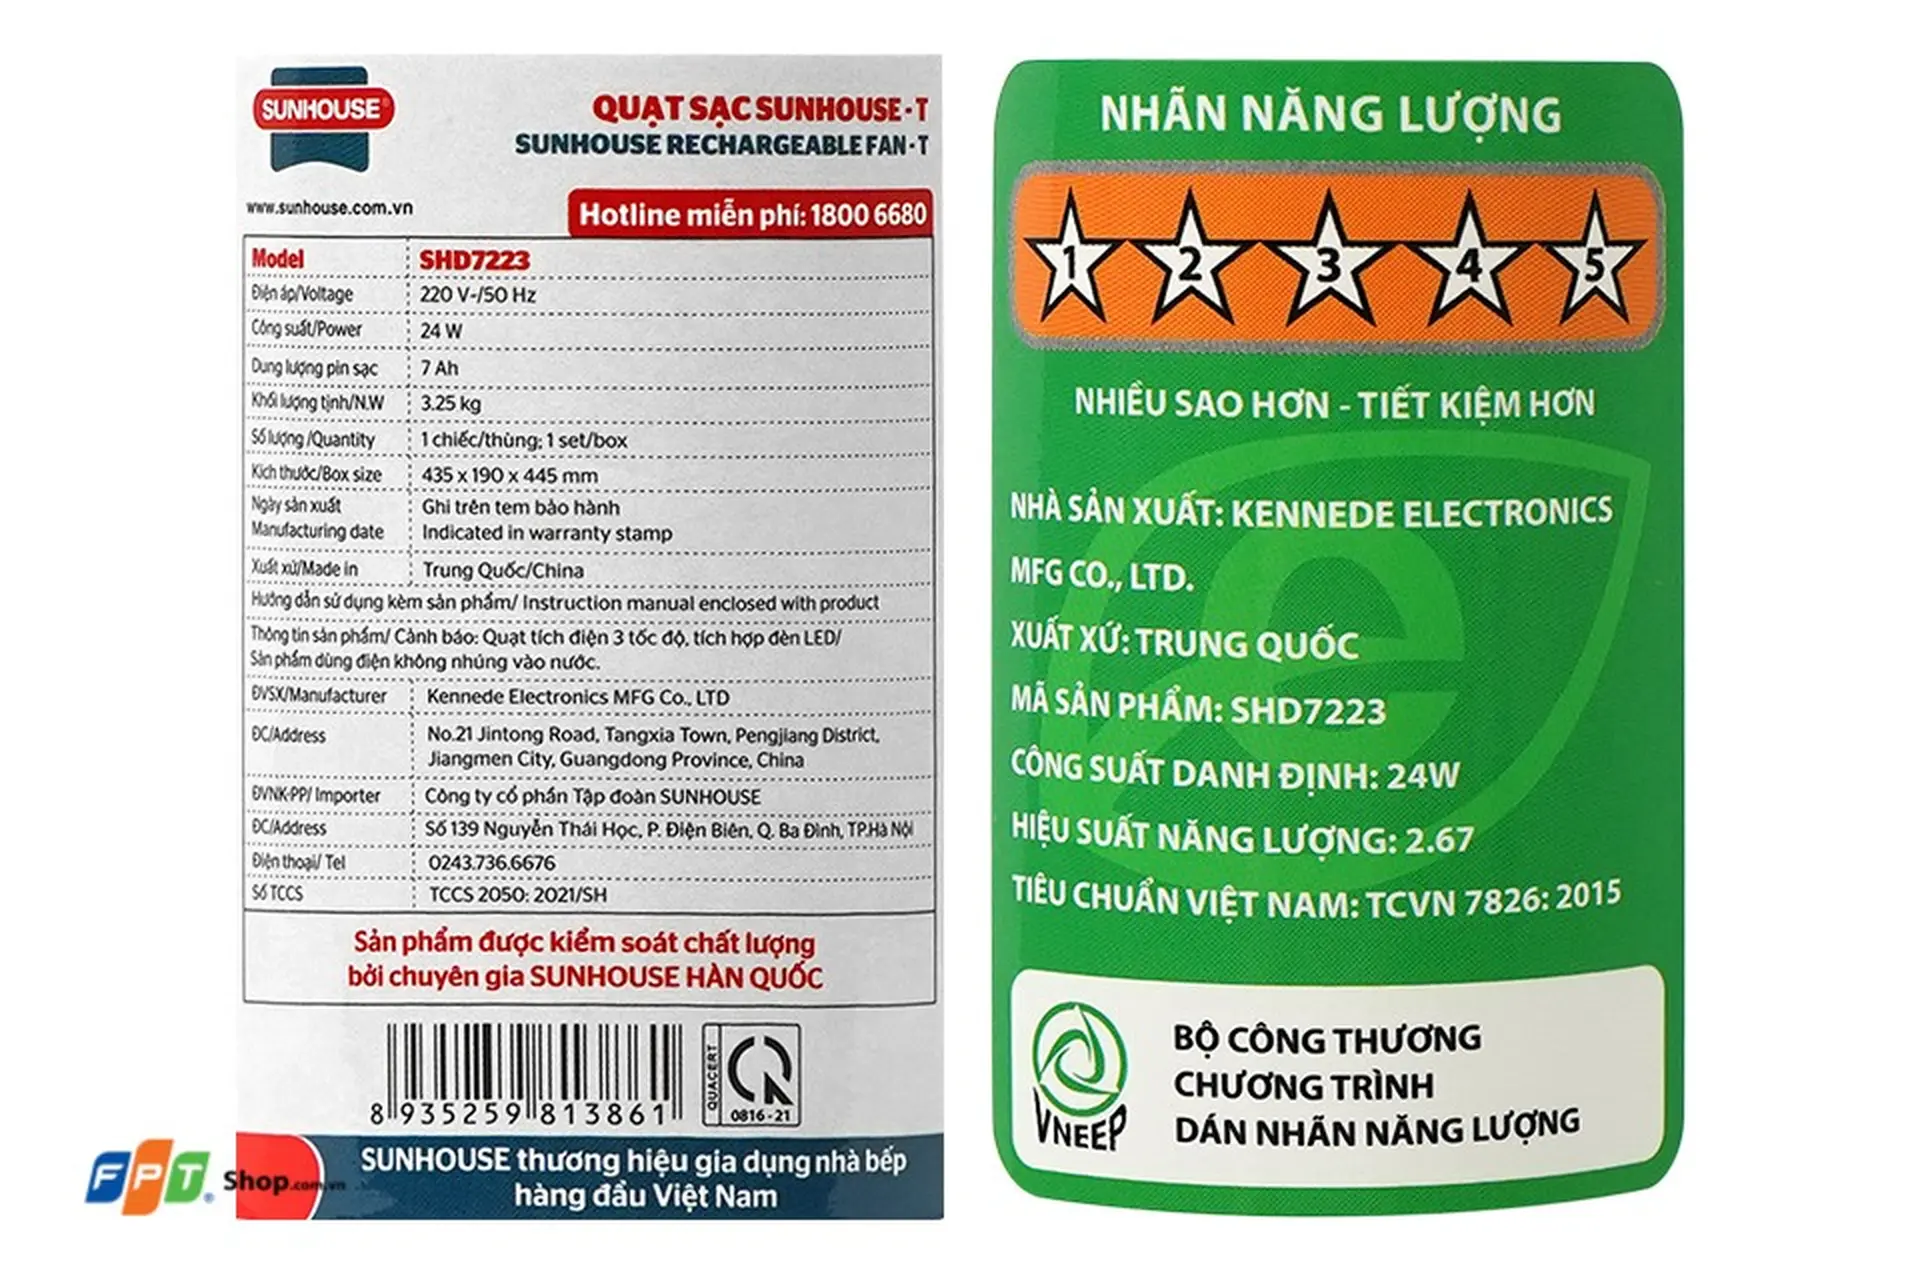 SUNHOUSE
QUẠT SẠC SUNHOUSE - T
SUNHOUSE RECHARGEABLE FAN - T
www.sunhouse.com.vn
Hotline miễn phí: 1800 6680
Model SHD7223
Điện áp/Voltage 220 V~/50 Hz
Công suất/Power 24 W
Dung lượng pin sạc 7 Ah
Khối lượng tịnh/N.W 3.25 kg
Số lượng /Quantity 1 chiếc/thùng; 1 set/box
Kích thước/Box size 435 x 190 x 445 mm
Ngày sản xuất Ghi trên tem bảo hành
Manufacturing date Indicated in warranty stamp
Xuất xứ/Made in Trung Quốc/China
Hướng dẫn sử dụng kèm sản phẩm/ Instruction manual enclosed with product
Thông tin sản phẩm/ Cảnh báo: Quạt tích điện 3 tốc độ, tích hợp đèn LED/
Sản phẩm dùng điện không nhúng vào nước.
ĐVSX/Manufacturer Kennede Electronics MFG Co., LTD
ĐC/Address No.21 Jintong Road, Tangxia Town, Pengjiang District,
Jiangmen City, Guangdong Province, China
ĐVNK-PP/ Importer Công ty cổ phần Tập đoàn SUNHOUSE
ĐC/Address Số 139 Nguyễn Thái Học, P. Điện Biên, Q. Ba Đình, TP.Hà Nội
Điện thoại/ Tel 0243.736.6676
Số TCCS TCCS 2050: 2021/SH
Sản phẩm được kiểm soát chất lượng
bởi chuyên gia SUNHOUSE HÀN QUỐC
8 935259 813861
QUACERT
0816 - 21
SUNHOUSE thương hiệu gia dụng nhà bếp
hàng đầu Việt Nam
FPT Shop.com.vn
NHÃN NĂNG LƯỢNG
1 2 3 4 5
NHIỀU SAO HƠN - TIẾT KIỆM HƠN
NHÀ SẢN XUẤT: KENNEDE ELECTRONICS
MFG CO., LTD.
XUẤT XỨ: TRUNG QUỐC
MÃ SẢN PHẨM: SHD7223
CÔNG SUẤT DANH ĐỊNH: 24W
HIỆU SUẤT NĂNG LƯỢNG: 2.67
TIÊU CHUẨN VIỆT NAM: TCVN 7826: 2015
VNEEP
BỘ CÔNG THƯƠNG
CHƯƠNG TRÌNH
DÁN NHÃN NĂNG LƯỢNG